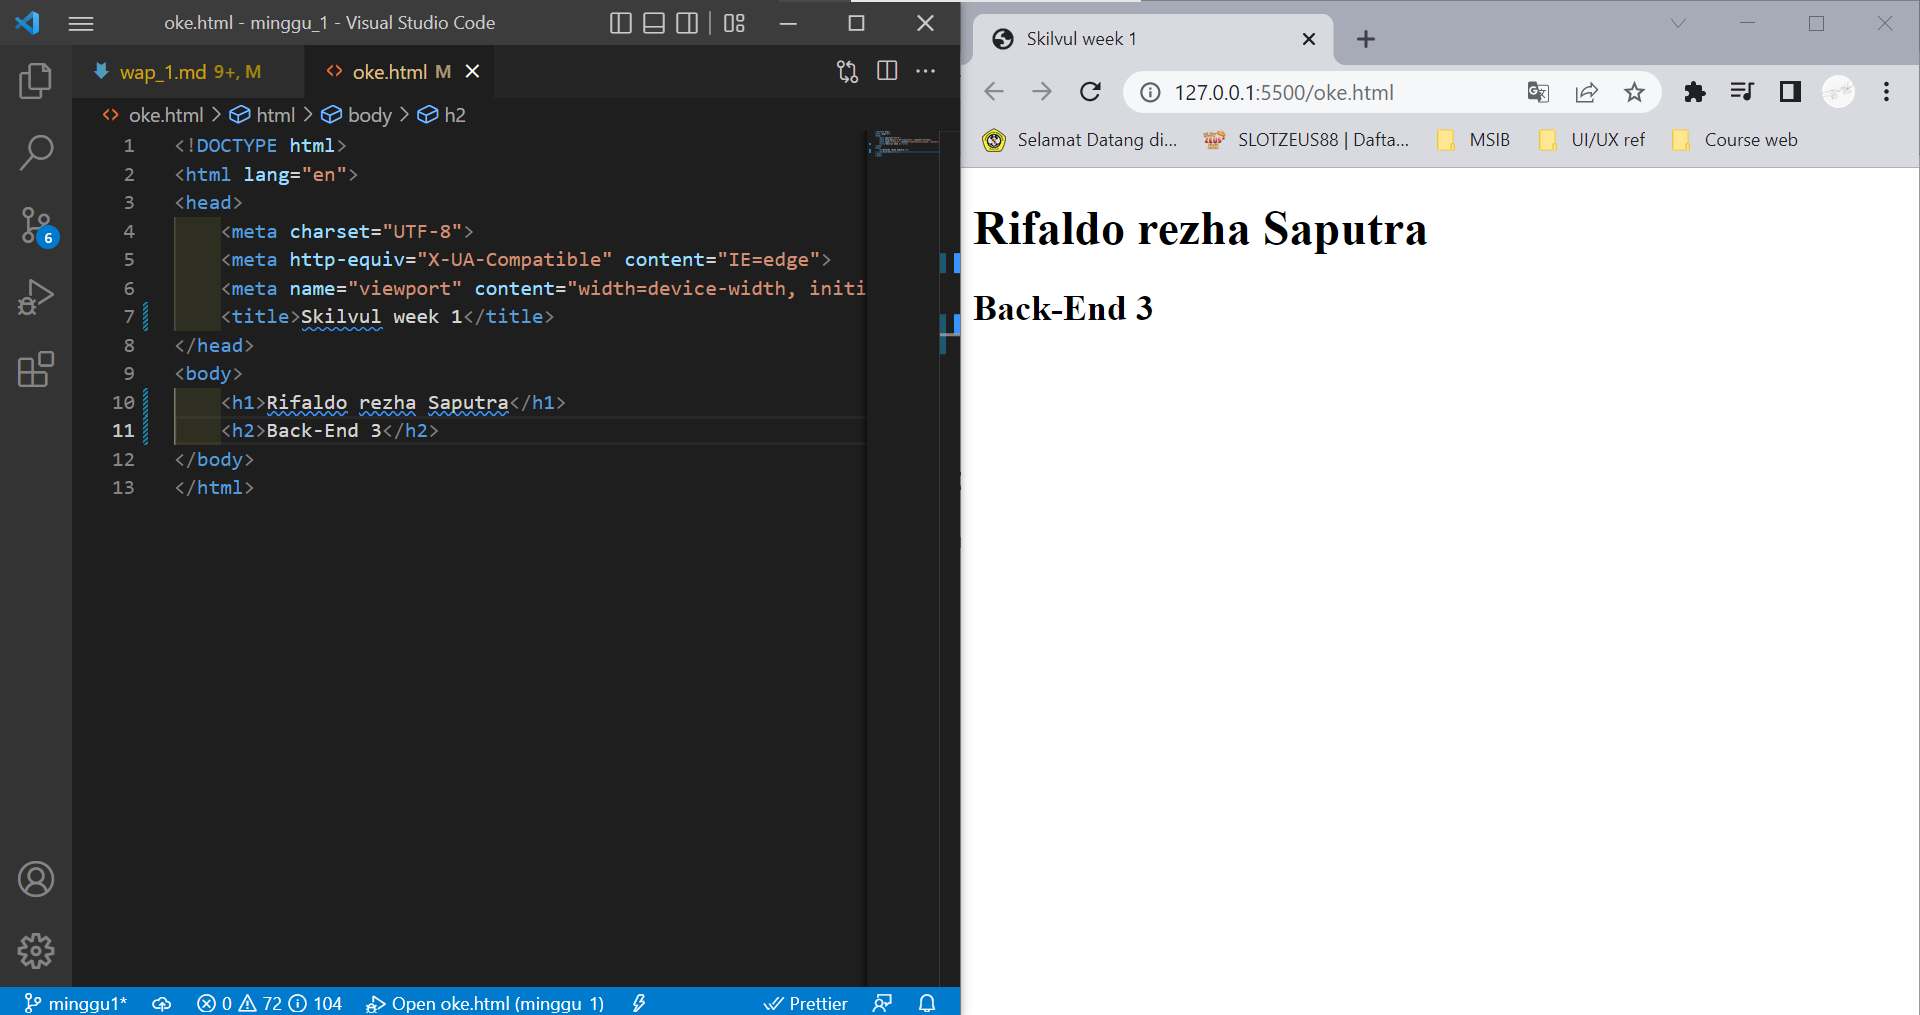 oke.html - minggu_1 - Visual Studio Code
wap_1.md 9+, M
oke.html M
oke.html > html > body > h2
1 <!DOCTYPE html>
2 <html lang="en">
3 <head>
4 <meta charset="UTF-8">
5 <meta http-equiv="X-UA-Compatible" content="IE=edge">
6 <meta name="viewport" content="width=device-width, initi
7 <title>Skilvul week 1</title>
8 </head>
9 <body>
10 <h1>Rifaldo rezha Saputra</h1>
11 <h2>Back-End 3</h2>
12 </body>
13 </html>
6
minggu1* 0 72 104 Open oke.html (minggu_1) Prettier
Skilvul week 1
127.0.0.1:5500/oke.html
Selamat Datang di... SLOTZEUS88 | Dafta... MSIB UI/UX ref Course web
Rifaldo rezha Saputra
Back-End 3